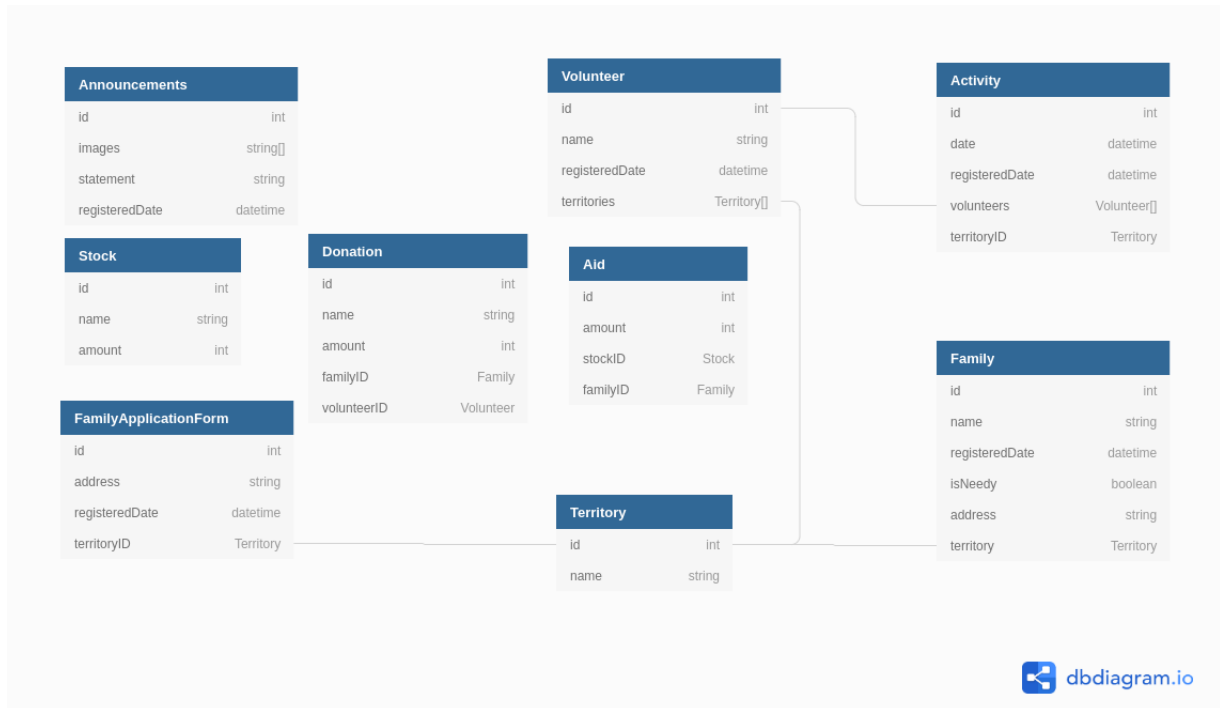 Announcements
id int
images string[]
statement string
registeredDate datetime
Stock
id int
name string
amount int
FamilyApplicationForm
id int
address string
registeredDate datetime
territoryID Territory
Donation
id int
name string
amount int
familyID Family
volunteerID Volunteer
Volunteer
id int
name string
registeredDate datetime
territories Territory[]
Aid
id int
amount int
stockID Stock
familyID Family
Territory
id int
name string
Activity
id int
date datetime
registeredDate datetime
volunteers Volunteer[]
territoryID Territory
Family
id int
name string
registeredDate datetime
isNeedy boolean
address string
territory Territory
dbdiagram.io